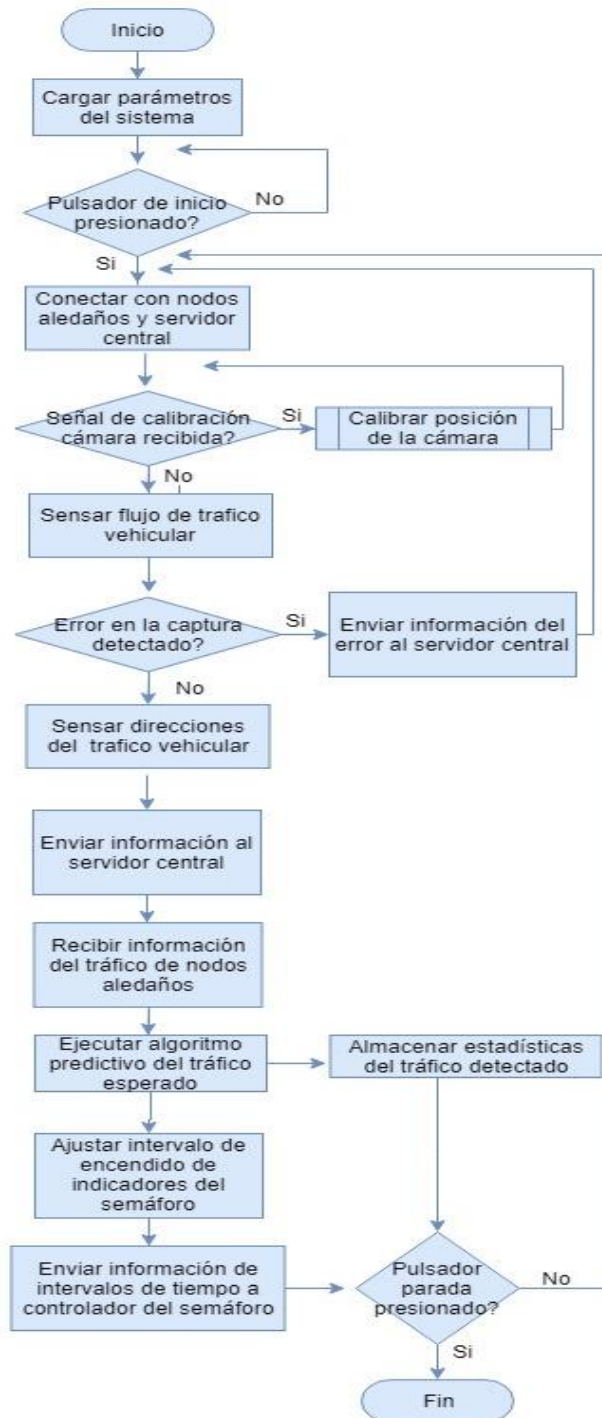 Inicio
Cargar parámetros
del sistema
Pulsador de inicio
presionado?
No
Si
Conectar con nodos
aledaños y servidor
central
Señal de calibración
cámara recibida?
Si
Calibrar posición
de la cámara
No
Sensar flujo de trafico
vehicular
Error en la captura
detectado?
Si
Enviar información del
error al servidor central
No
Sensar direcciones
del trafico vehicular
Enviar información al
servidor central
Recibir información
del tráfico de nodos
aledaños
Ejecutar algoritmo
predictivo del tráfico
esperado
Almacenar estadísticas
del tráfico detectado
Ajustar intervalo de
encendido de
indicadores del
semáforo
Enviar información de
intervalos de tiempo a
controlador del semáforo
Pulsador
parada
presionado?
No
Si
Fin